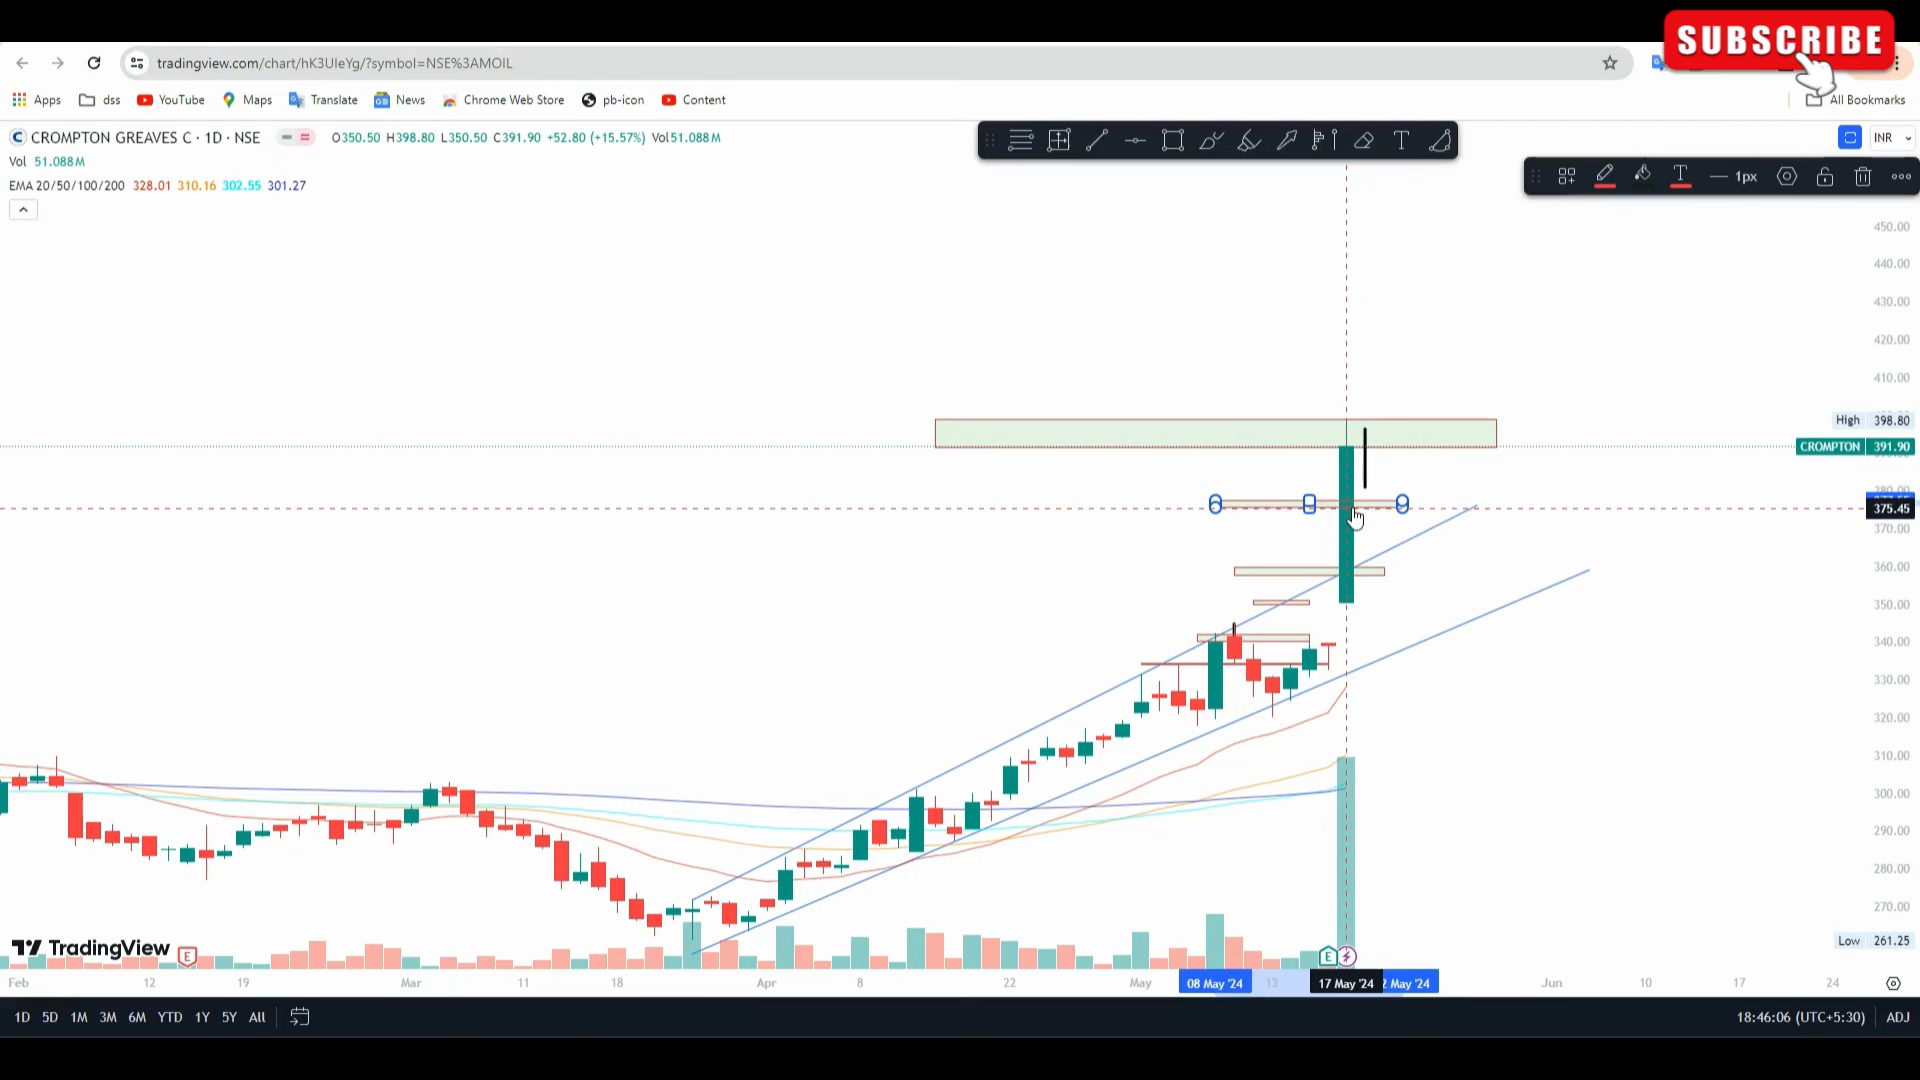 SUBSCRIBE
tradingview.com/chart/hK3UIeYg/?symbol=NSE%3AMOIL
Apps dss YouTube Maps Translate News Chrome Web Store pb-icon Content All Bookmarks
CROMPTON GREAVES C · 1D · NSE O350.50 H398.80 L350.50 C391.90 +52.80 (+15.57%) Vol51.088M INR
Vol 51.088M
T 1px
EMA 20/50/100/200 328.01 310.16 302.55 301.27
450.00
440.00
430.00
420.00
410.00
High 398.80
CROMPTON 391.90
375.45
370.00
360.00
350.00
340.00
330.00
320.00
310.00
300.00
290.00
280.00
270.00
Low 261.25
TradingView E E
Feb 12 19 Mar 11 18 Apr 8 22 May 08 May '24 13 17 May '24 2 May '24 Jun 10 17 24
1D 5D 1M 3M 6M YTD 1Y 5Y All 18:46:06 (UTC+5:30) ADJ